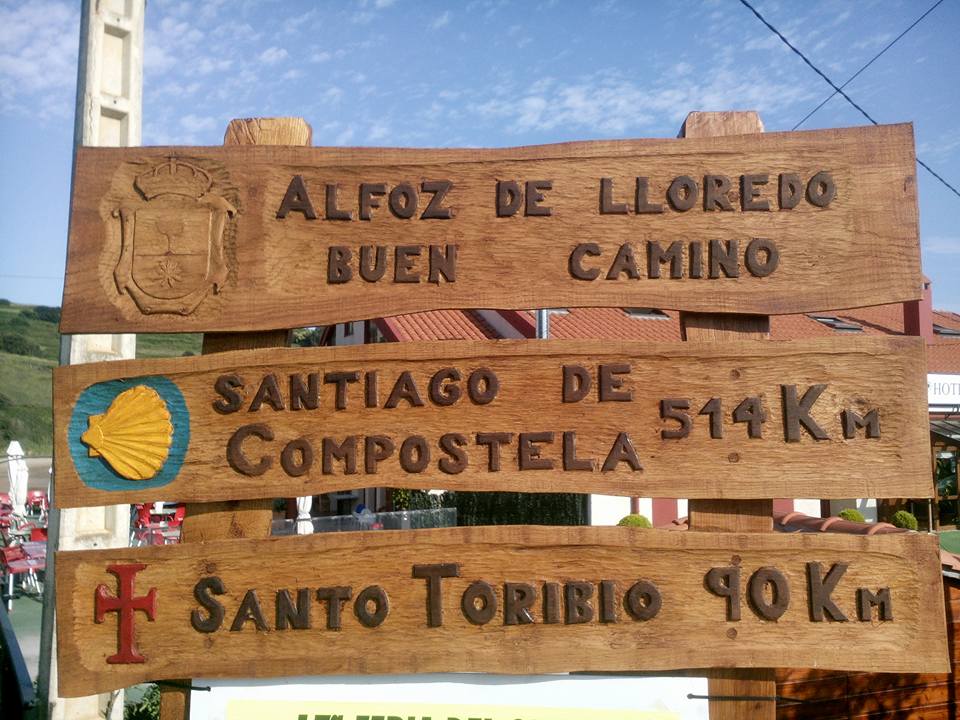 ALFOZ DE LLOREDO
BUEN CAMINO
SANTIAGO DE
COMPOSTELA 514 KM
SANTO TORIBIO 90 KM